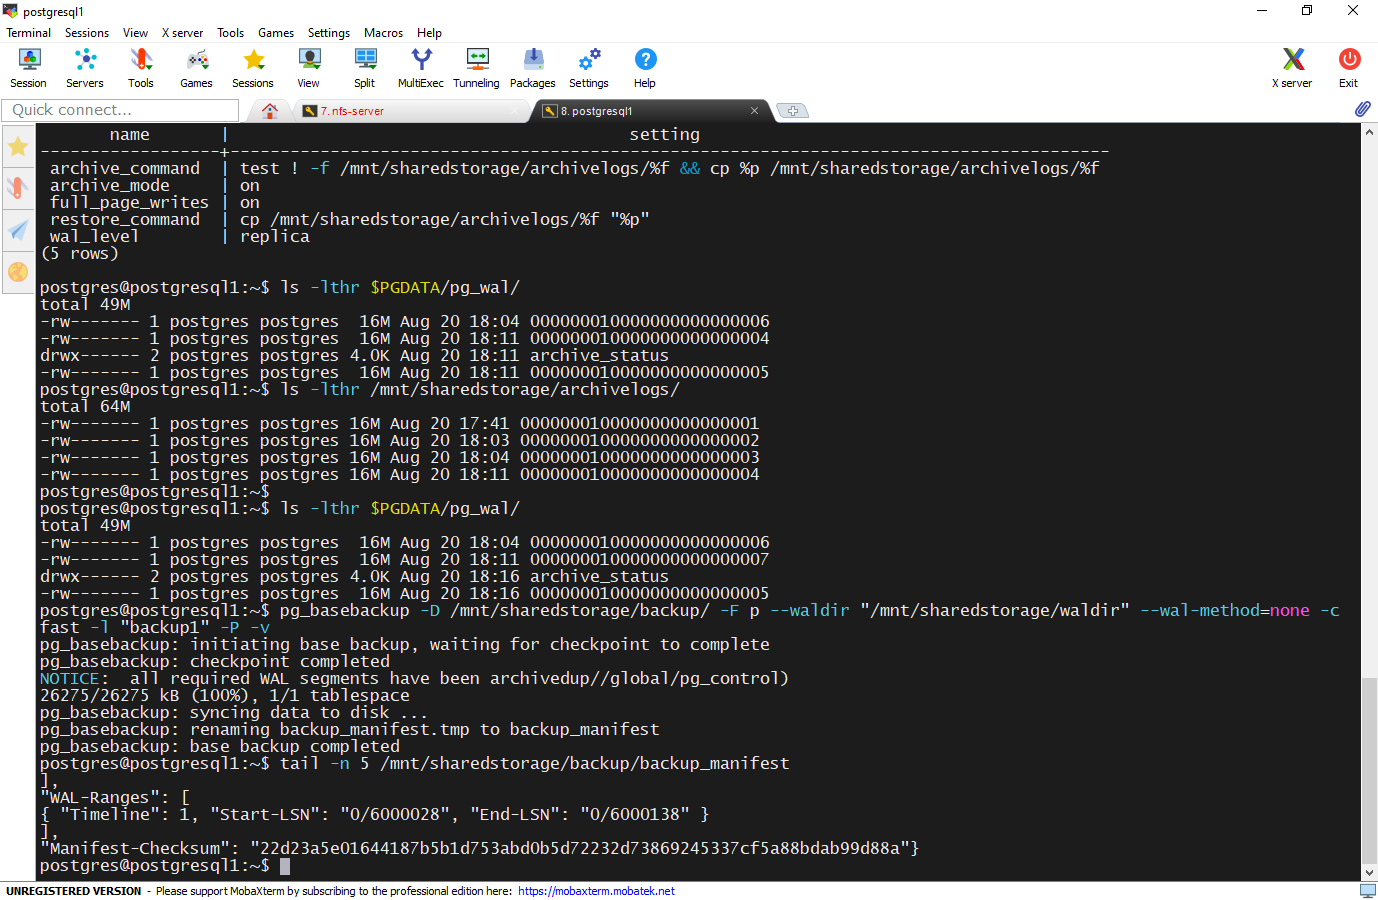 postgresql1
Terminal Sessions View X server Tools Games Settings Macros Help
Session Servers Tools Games Sessions View Split MultiExec Tunneling Packages Settings Help X server Exit
Quick connect... 7. nfs-server 8. postgresql1
name | setting
------------------+----------------------------------------------------------------------------------------
archive_command | test ! -f /mnt/sharedstorage/archivelogs/%f && cp %p /mnt/sharedstorage/archivelogs/%f
archive_mode | on
full_page_writes | on
restore_command | cp /mnt/sharedstorage/archivelogs/%f "%p"
wal_level | replica
(5 rows)
postgres@postgresql1:~$ ls -lthr $PGDATA/pg_wal/
total 49M
-rw------- 1 postgres postgres 16M Aug 20 18:04 000000010000000000000006
-rw------- 1 postgres postgres 16M Aug 20 18:11 000000010000000000000004
drwx------ 2 postgres postgres 4.0K Aug 20 18:11 archive_status
-rw------- 1 postgres postgres 16M Aug 20 18:11 000000010000000000000005
postgres@postgresql1:~$ ls -lthr /mnt/sharedstorage/archivelogs/
total 64M
-rw------- 1 postgres postgres 16M Aug 20 17:41 000000010000000000000001
-rw------- 1 postgres postgres 16M Aug 20 18:03 000000010000000000000002
-rw------- 1 postgres postgres 16M Aug 20 18:04 000000010000000000000003
-rw------- 1 postgres postgres 16M Aug 20 18:11 000000010000000000000004
postgres@postgresql1:~$
postgres@postgresql1:~$ ls -lthr $PGDATA/pg_wal/
total 49M
-rw------- 1 postgres postgres 16M Aug 20 18:04 000000010000000000000006
-rw------- 1 postgres postgres 16M Aug 20 18:11 000000010000000000000007
drwx------ 2 postgres postgres 4.0K Aug 20 18:16 archive_status
-rw------- 1 postgres postgres 16M Aug 20 18:16 000000010000000000000005
postgres@postgresql1:~$ pg_basebackup -D /mnt/sharedstorage/backup/ -F p --waldir "/mnt/sharedstorage/waldir" --wal-method=none -c
fast -l "backup1" -P -v
pg_basebackup: initiating base backup, waiting for checkpoint to complete
pg_basebackup: checkpoint completed
NOTICE:  all required WAL segments have been archivedup//global/pg_control)
26275/26275 kB (100%), 1/1 tablespace
pg_basebackup: syncing data to disk ...
pg_basebackup: renaming backup_manifest.tmp to backup_manifest
pg_basebackup: base backup completed
postgres@postgresql1:~$ tail -n 5 /mnt/sharedstorage/backup/backup_manifest
],
"WAL-Ranges": [
{ "Timeline": 1, "Start-LSN": "0/6000028", "End-LSN": "0/6000138" }
],
"Manifest-Checksum": "22d23a5e01644187b5b1d753abd0b5d72232d73869245337cf5a88bdab99d88a"}
postgres@postgresql1:~$
UNREGISTERED VERSION - Please support MobaXterm by subscribing to the professional edition here: https://mobaxterm.mobatek.net